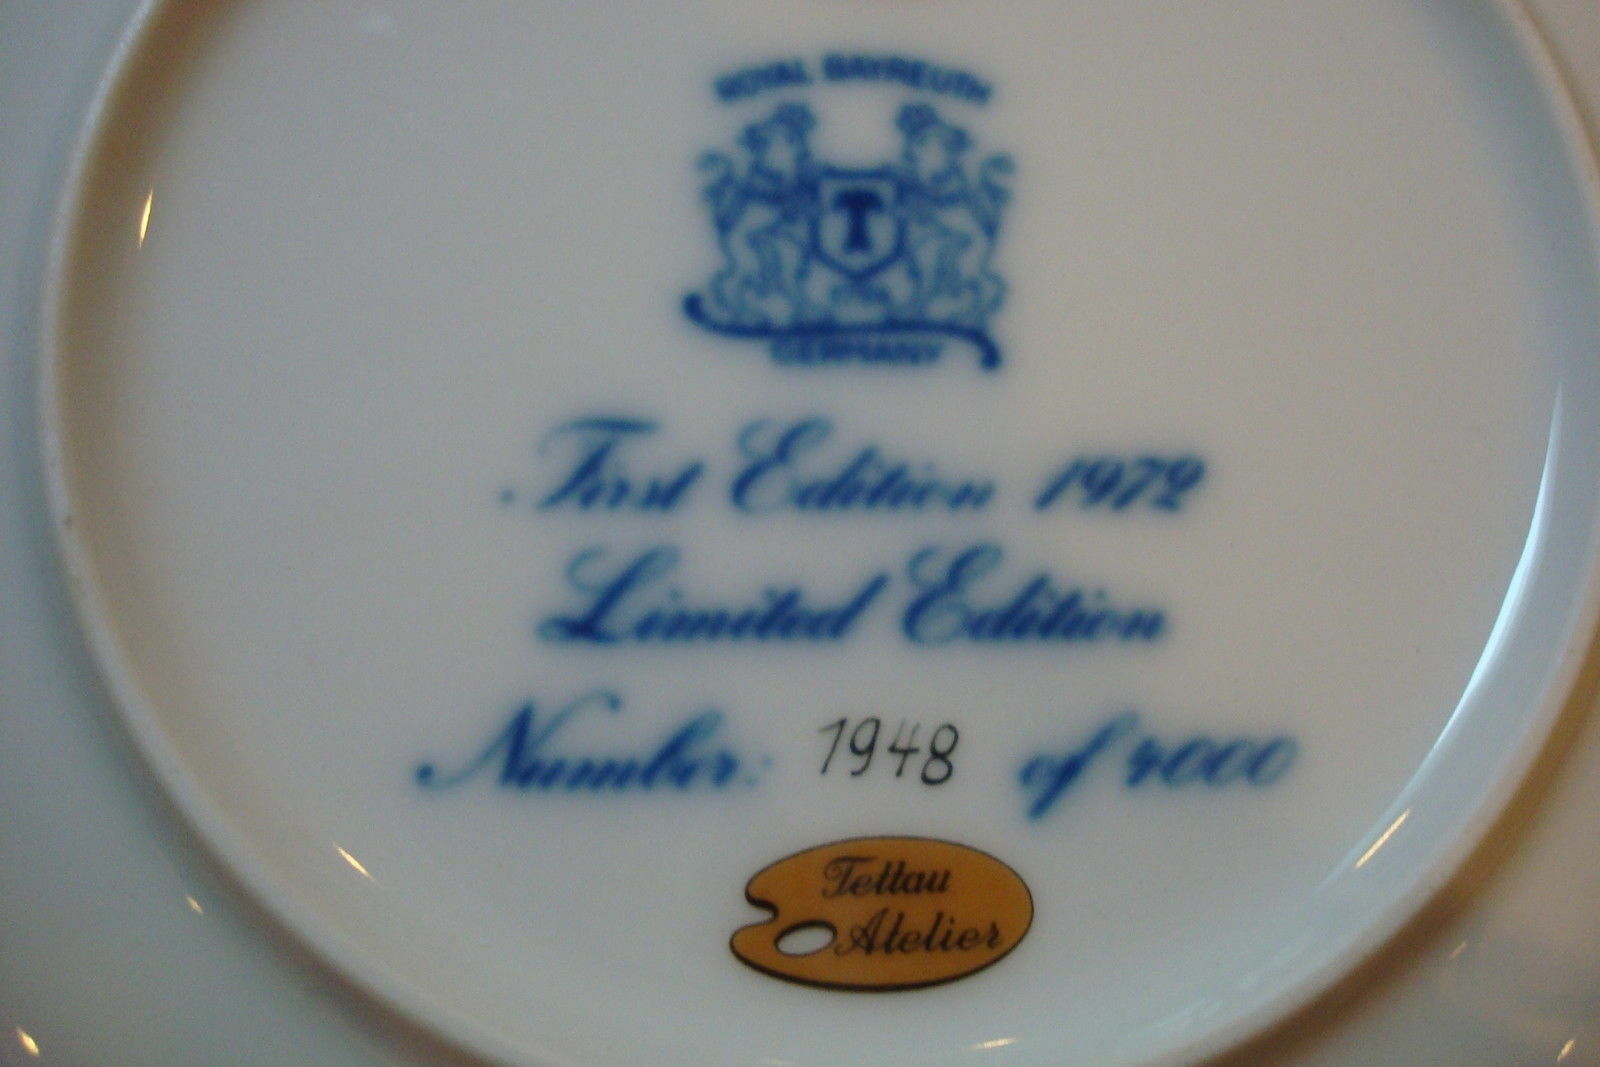 ROYAL BAYREUTH
T
GERMANY
First Edition 1972
Limited Edition
Number: 1948 of 4000
Tettau
Atelier